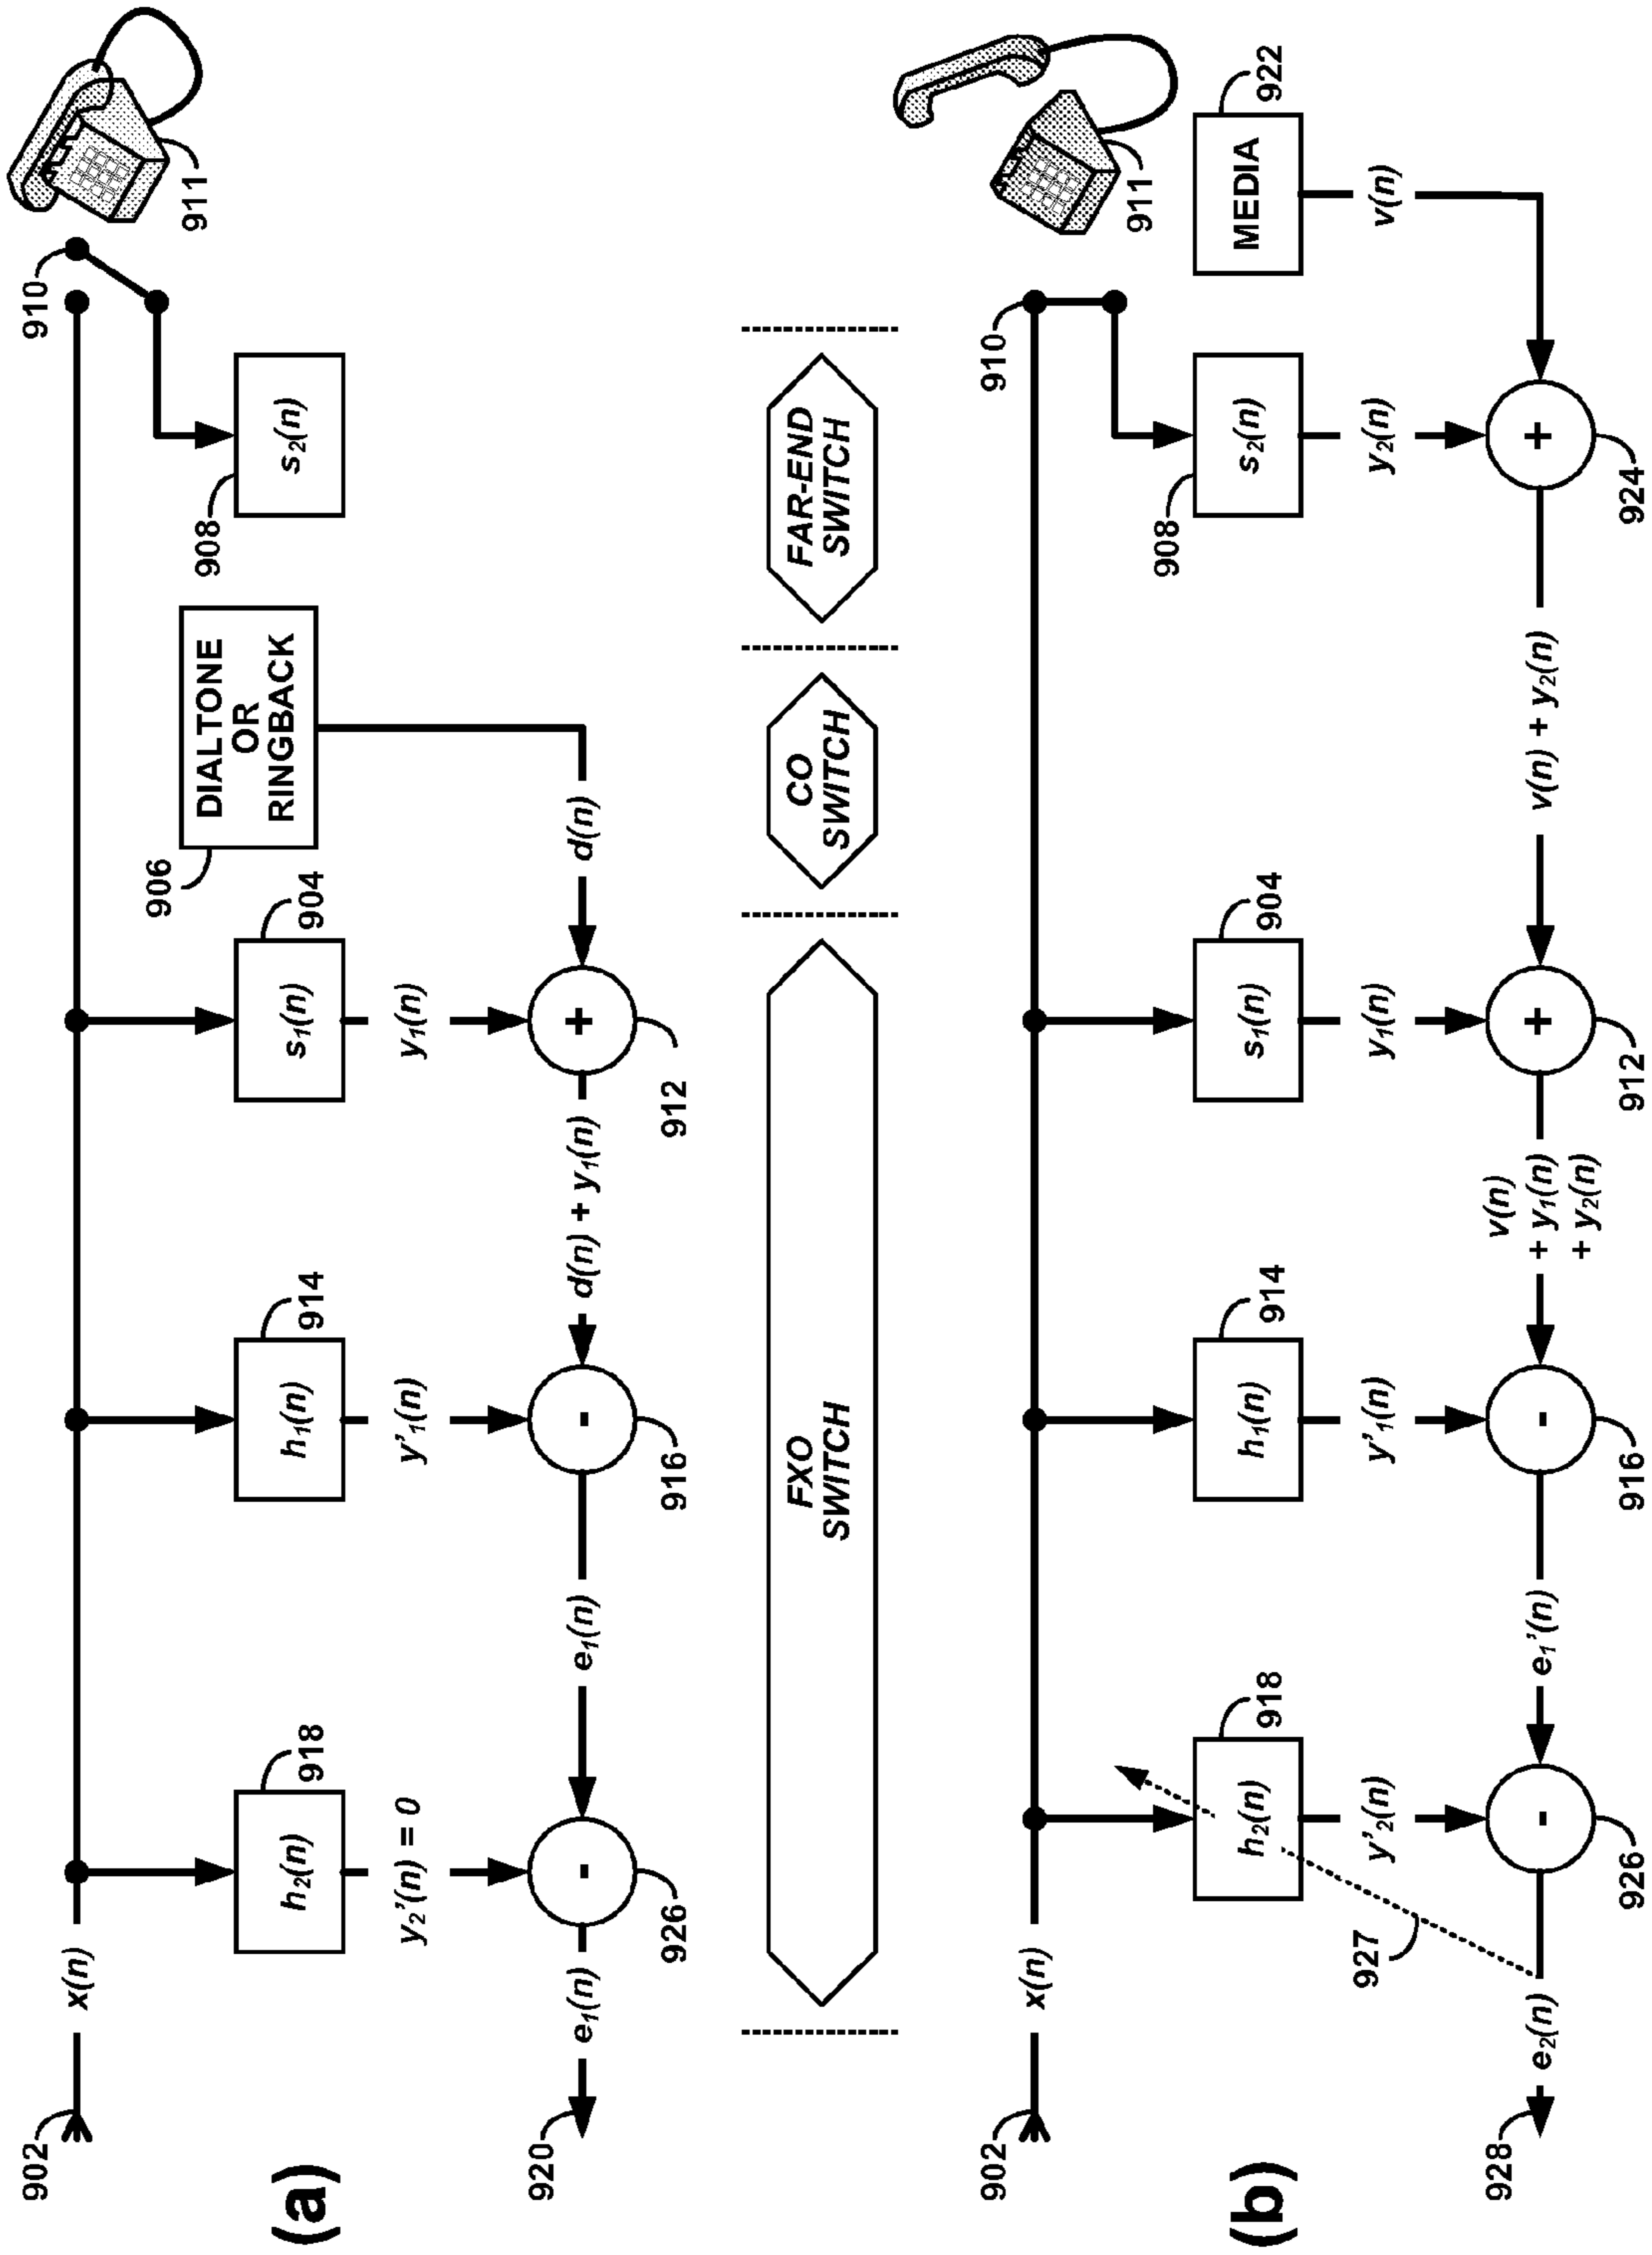 (a)
902
x(n)
910
911
918
h₂(n)
y₂'(n) = 0
914
h₁(n)
y'₁(n)
904
s₁(n)
y₁(n)
906
DIALTONE
OR
RINGBACK
908
s₂(n)
920
e₁(n)
926
e₁(n)
916
d(n) + y₁(n)
912
d(n)
FXO
SWITCH
CO
SWITCH
FAR-END
SWITCH
(b)
902
x(n)
910
911
918
h₂(n)
y'₂(n)
914
h₁(n)
y'₁(n)
904
s₁(n)
y₁(n)
908
s₂(n)
y₂(n)
922
MEDIA
v(n)
927
928
e₂(n)
926
e₁'(n)
916
v(n)
+ y₁(n)
+ y₂(n)
912
v(n) + y₂(n)
924
+
-
-
+
+
-
-